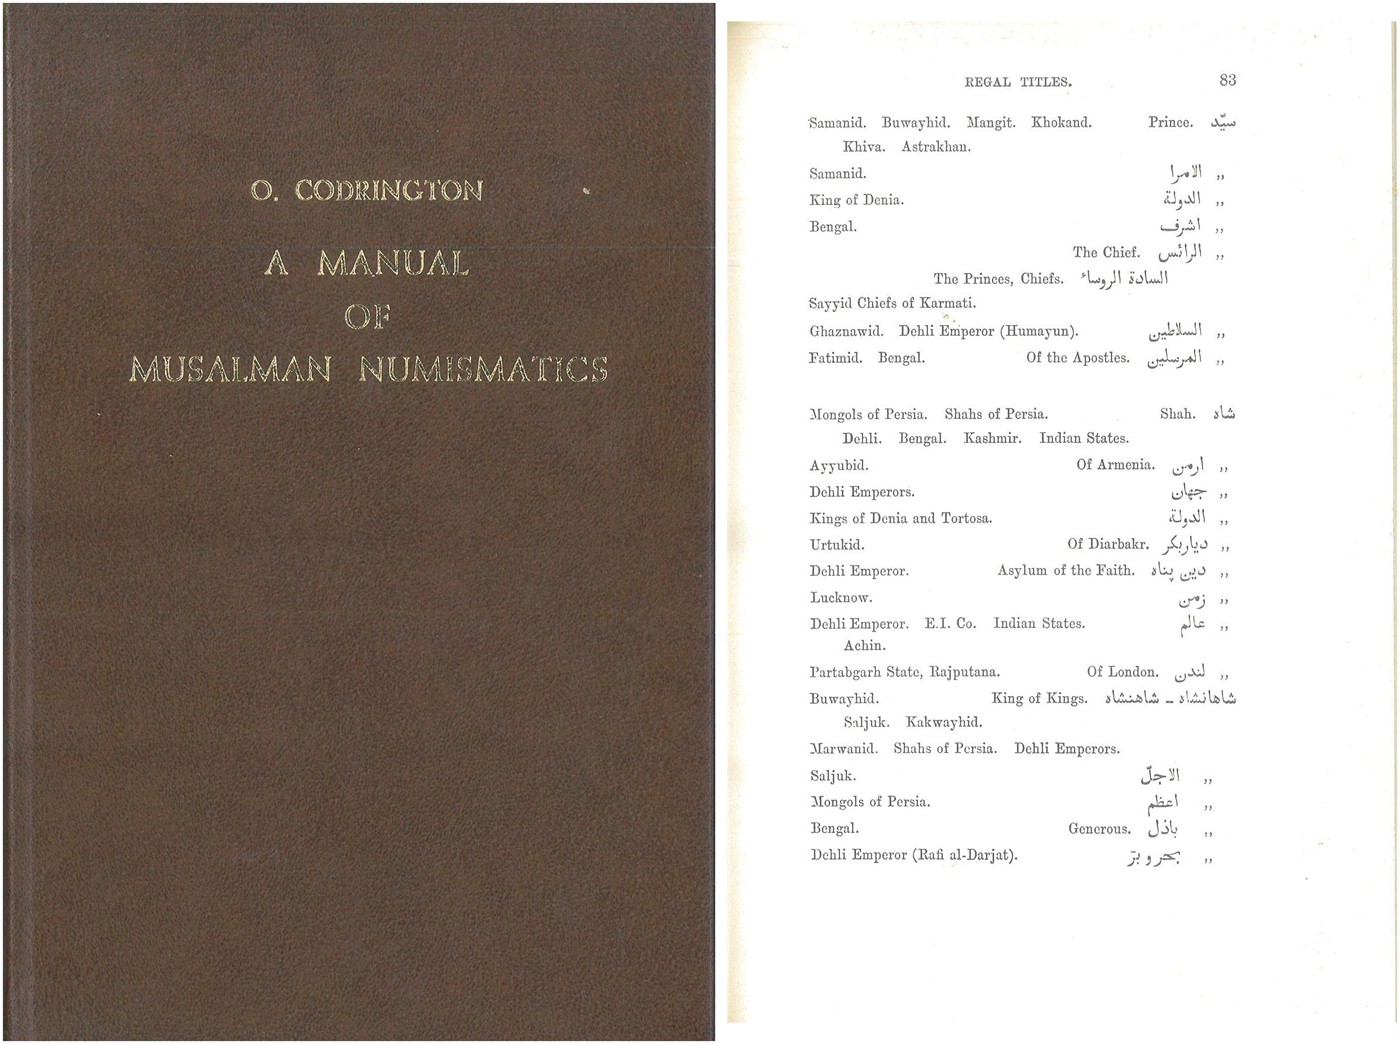 O. CODRINGTON
A MANUAL
OF
MUSALMAN NUMISMATICS
REGAL TITLES. 83
Samanid. Buwayhid. Mangit. Khokand. Prince. سيّد
Khiva. Astrakhan.
Samanid. الامرا ,,
King of Denia. الدولة ,,
Bengal. اشرف ,,
The Chief. الرائس ,,
The Princes, Chiefs. السادة الروساء
Sayyid Chiefs of Karmati.
Ghaznawid. Dehli Emperor (Humayun). السلاطين ,,
Fatimid. Bengal. Of the Apostles. المرسلين ,,
Mongols of Persia. Shahs of Persia. Shah. شاه
Dehli. Bengal. Kashmir. Indian States.
Ayyubid. Of Armenia. ارمن ,,
Dehli Emperors. جهان ,,
Kings of Denia and Tortosa. الدولة ,,
Urtukid. Of Diarbakr. دياربكر ,,
Dehli Emperor. Asylum of the Faith. دين پناه ,,
Lucknow. زمن ,,
Dehli Emperor. E.I. Co. Indian States. عالم ,,
Achin.
Partabgarh State, Rajputana. Of London. لندن ,,
Buwayhid. King of Kings. شاهانشاه – شاهنشاه
Saljuk. Kakwayhid.
Marwanid. Shahs of Persia. Dehli Emperors.
Saljuk. الاجلّ ,,
Mongols of Persia. اعظم ,,
Bengal. Generous. باذل ,,
Dehli Emperor (Rafi al-Darjat). بحر و برّ ,,